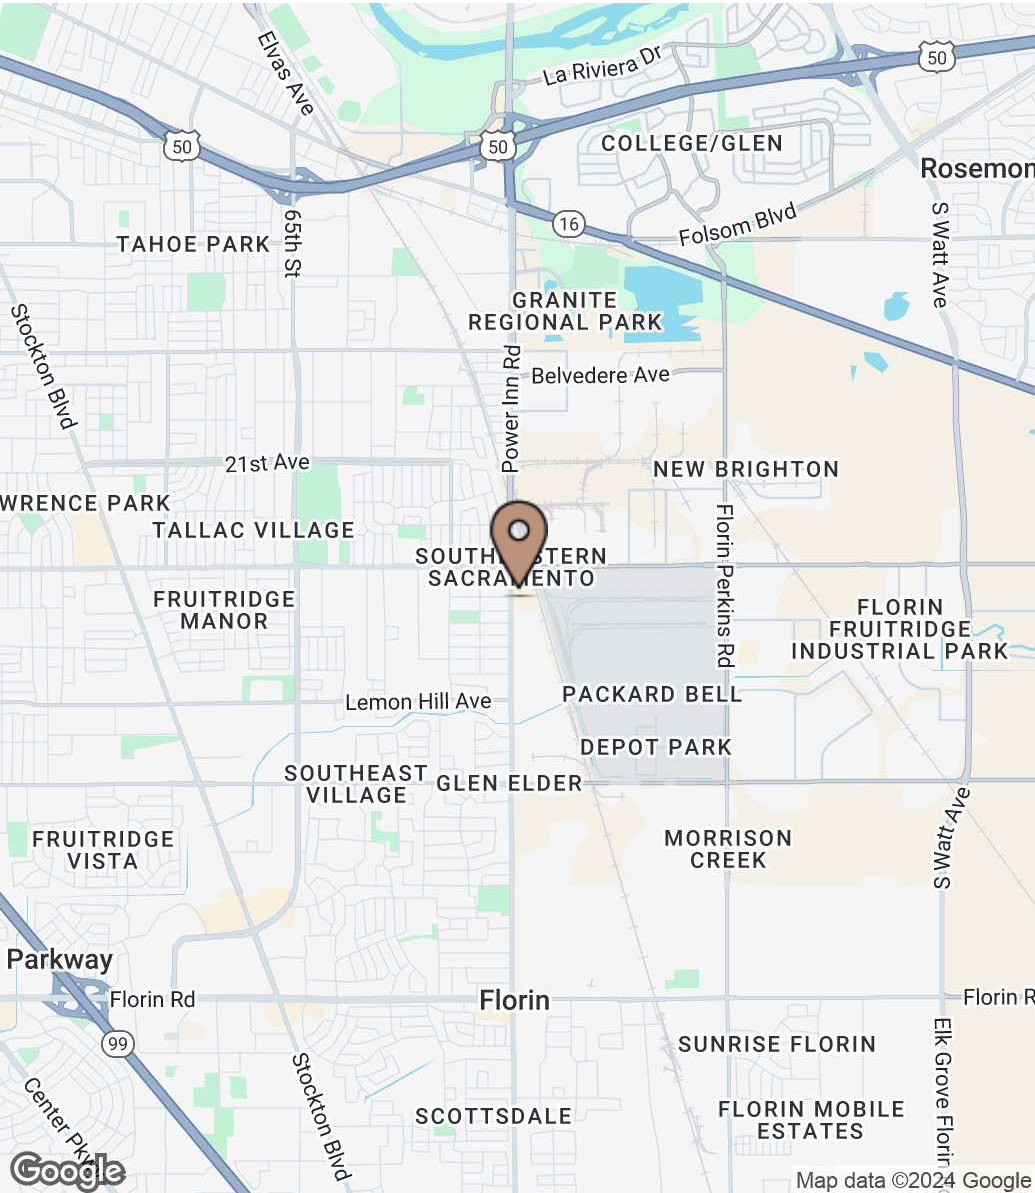 Elvas Ave
La Riviera Dr
50
50
50
COLLEGE/GLEN
Rosemon
65th St
16
Folsom Blvd
S Watt Ave
TAHOE PARK
GRANITE
REGIONAL PARK
Stockton Blvd
Power Inn Rd
Belvedere Ave
21st Ave
NEW BRIGHTON
WRENCE PARK
TALLAC VILLAGE
Florin Perkins Rd
SOUTHEASTERN
SACRAMENTO
FRUITRIDGE
MANOR
FLORIN
FRUITRIDGE
INDUSTRIAL PARK
Lemon Hill Ave
PACKARD BELL
DEPOT PARK
SOUTHEAST
VILLAGE
GLEN ELDER
S Watt Ave
FRUITRIDGE
VISTA
MORRISON
CREEK
Parkway
Florin Rd
Florin
Florin R
99
SUNRISE FLORIN
Elk Grove Florin
Stockton Blvd
Center Pkwy
SCOTTSDALE
FLORIN MOBILE
ESTATES
Google
Map data ©2024 Google